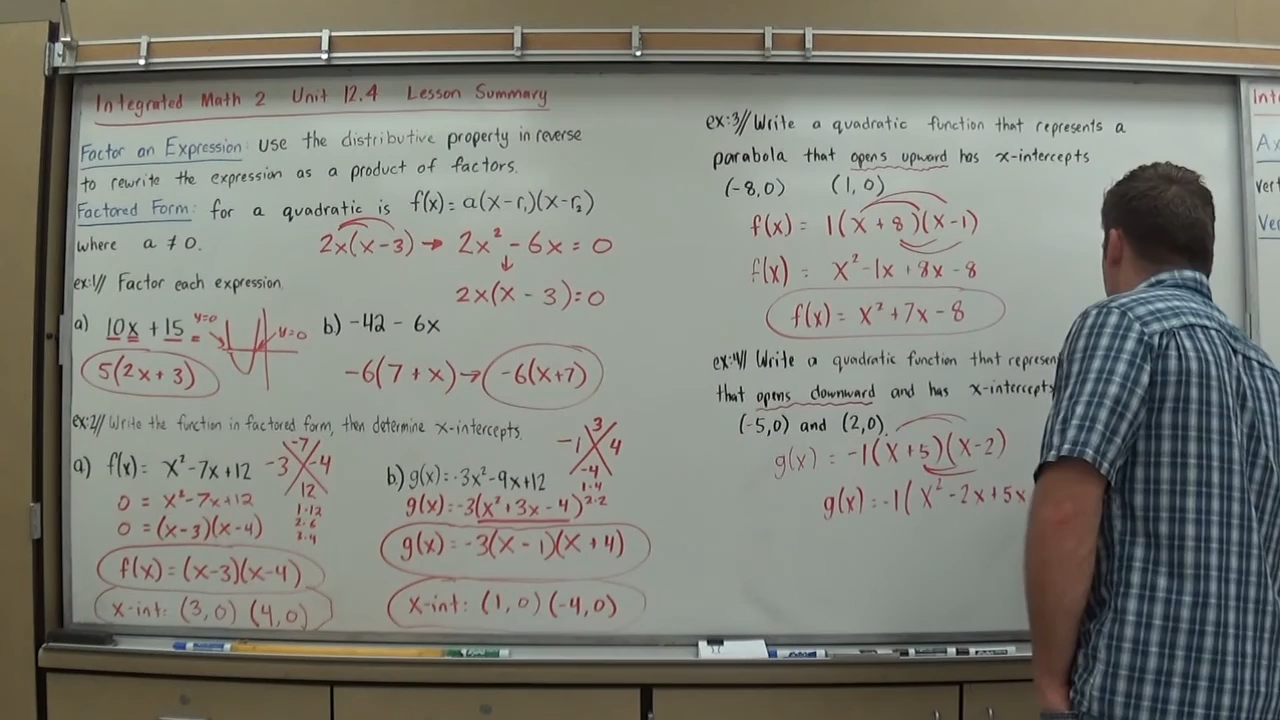 Integrated Math 2 Unit 12.4 Lesson Summary
Factor an Expression: use the distributive property in reverse
to rewrite the expression as a product of factors.
Factored Form: for a quadratic is f(x) = a(x-r₁)(x-r₂)
where a ≠ 0.
2x(x-3) → 2x² - 6x = 0
2x(x - 3) = 0
ex:1// Factor each expression
a) 10x + 15
y=0
y=0
5(2x+3)
b) -42 - 6x
-6(7+x) → -6(x+7)
ex:2// Write the function in factored form, then determine x-intercepts.
a) f(x) = x² - 7x + 12
-7
-3 -4
12
1·12
2·6
3·4
0 = x² - 7x + 12
0 = (x-3)(x-4)
f(x) = (x-3)(x-4)
x-int: (3,0) (4,0)
b) g(x) = -3x² - 9x + 12
3
-1 4
-4
1·4
2·2
g(x) = -3(x² + 3x - 4)
g(x) = -3(x - 1)(x + 4)
x-int: (1,0) (-4,0)
ex:3// Write a quadratic function that represents a
parabola that opens upward has x-intercepts
(-8,0) (1,0)
f(x) = 1(x+8)(x-1)
f(x) = x² - 1x + 8x - 8
f(x) = x² + 7x - 8
ex:4// Write a quadratic function that represen
that opens downward and has x-intercepts
(-5,0) and (2,0).
g(x) = -1(x+5)(x-2)
g(x) = -1(x² - 2x + 5x
Int
Ax
vert
Ve